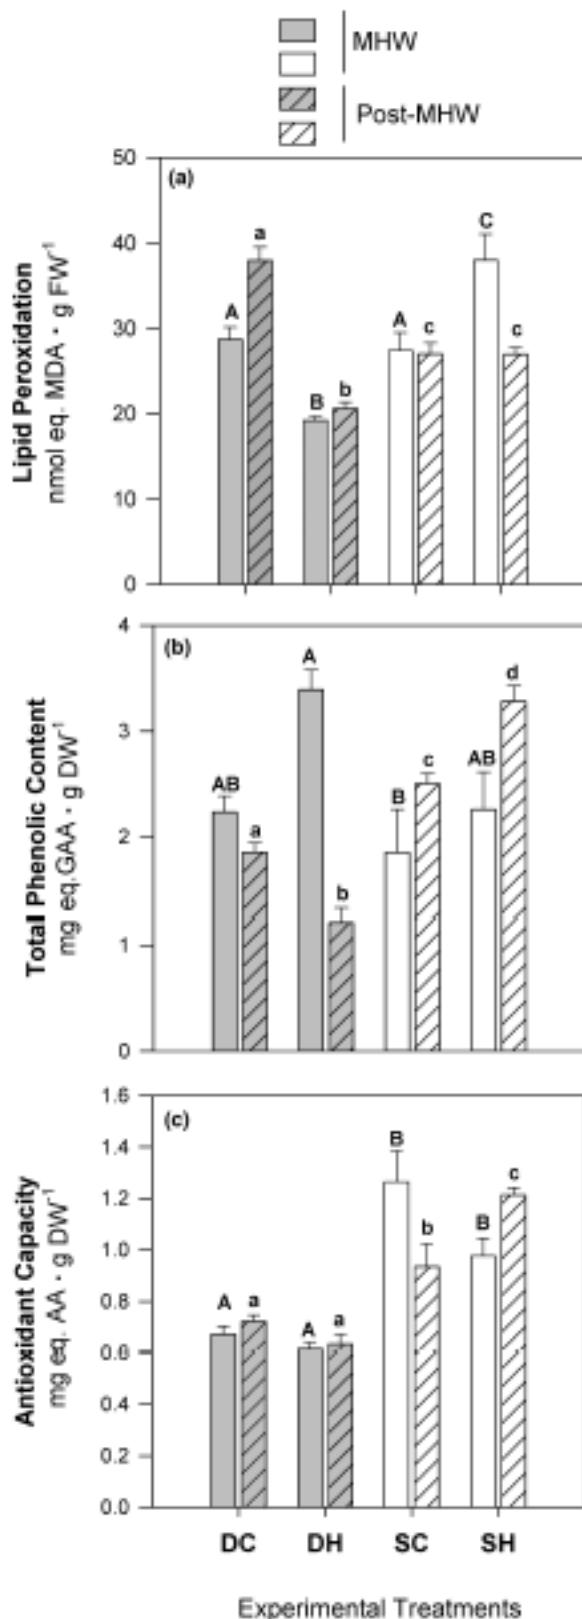 MHW
Post-MHW
(a)
Lipid Peroxidation
nmol eq. MDA · g FW⁻¹
50
40
30
20
10
0
A
a
B
b
A
c
C
c
(b)
Total Phenolic Content
mg eq.GAA · g DW⁻¹
4
3
2
1
0
AB
a
A
b
B
c
AB
d
(c)
Antioxidant Capacity
mg eq. AA · g DW⁻¹
1.6
1.4
1.2
1.0
0.8
0.6
0.4
0.2
0.0
A
a
A
a
B
b
B
c
DC DH SC SH
Experimental Treatments